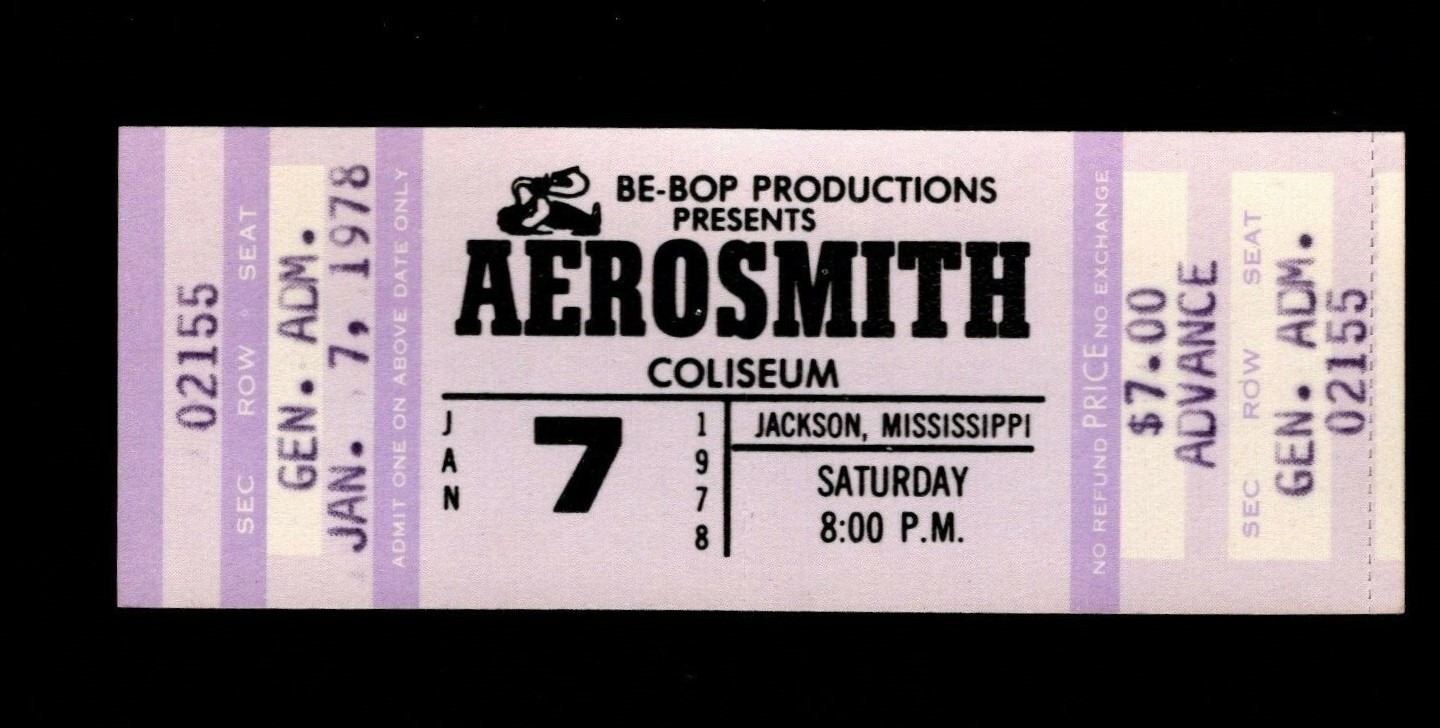 02155
SEC ROW SEAT
GEN. ADM.
JAN. 7, 1978
ADMIT ONE ON ABOVE DATE ONLY
BE-BOP PRODUCTIONS
PRESENTS
AEROSMITH
COLISEUM
JAN
7
1978
JACKSON, MISSISSIPPI
SATURDAY
8:00 P.M.
NO REFUND PRICE NO EXCHANGE
$7.00
ADVANCE
SEC ROW SEAT
GEN. ADM.
02155